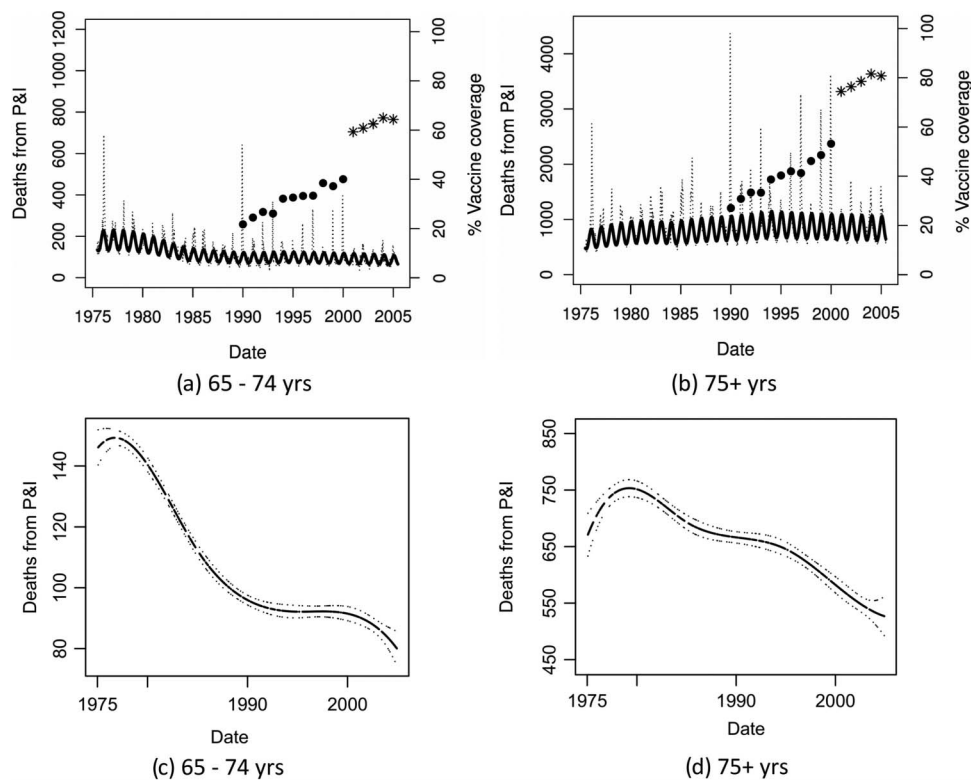 Deaths from P&I
0 200 400 600 800 1000 1200
0 20 40 60 80 100
% Vaccine coverage
1975 1980 1985 1990 1995 2000 2005
Date
(a) 65 - 74 yrs
Deaths from P&I
0 1000 2000 3000 4000
0 20 40 60 80 100
% Vaccine coverage
1975 1980 1985 1990 1995 2000 2005
Date
(b) 75+ yrs
Deaths from P&I
80 100 120 140
1975 1990 2000
Date
(c) 65 - 74 yrs
Deaths from P&I
450 550 650 750 850
1975 1990 2000
Date
(d) 75+ yrs